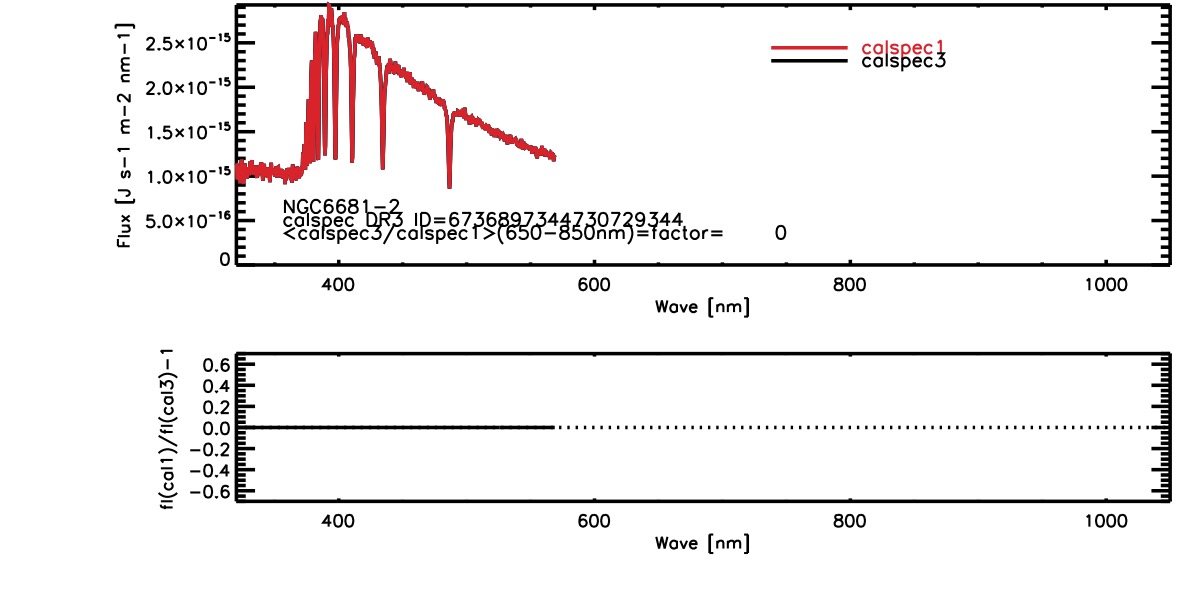 Flux [J s−1 m−2 nm−1]
2.5×10−15
2.0×10−15
1.5×10−15
1.0×10−15
5.0×10−16
0
calspec1
calspec3
NGC6681−2
calspec DR3 ID=6736897344730729344
<calspec3/calspec1>(650−850nm)=factor= 0
400 600 800 1000
Wave [nm]
fl(cal1)/fl(cal3)−1
0.6
0.4
0.2
0.0
−0.2
−0.4
−0.6
400 600 800 1000
Wave [nm]